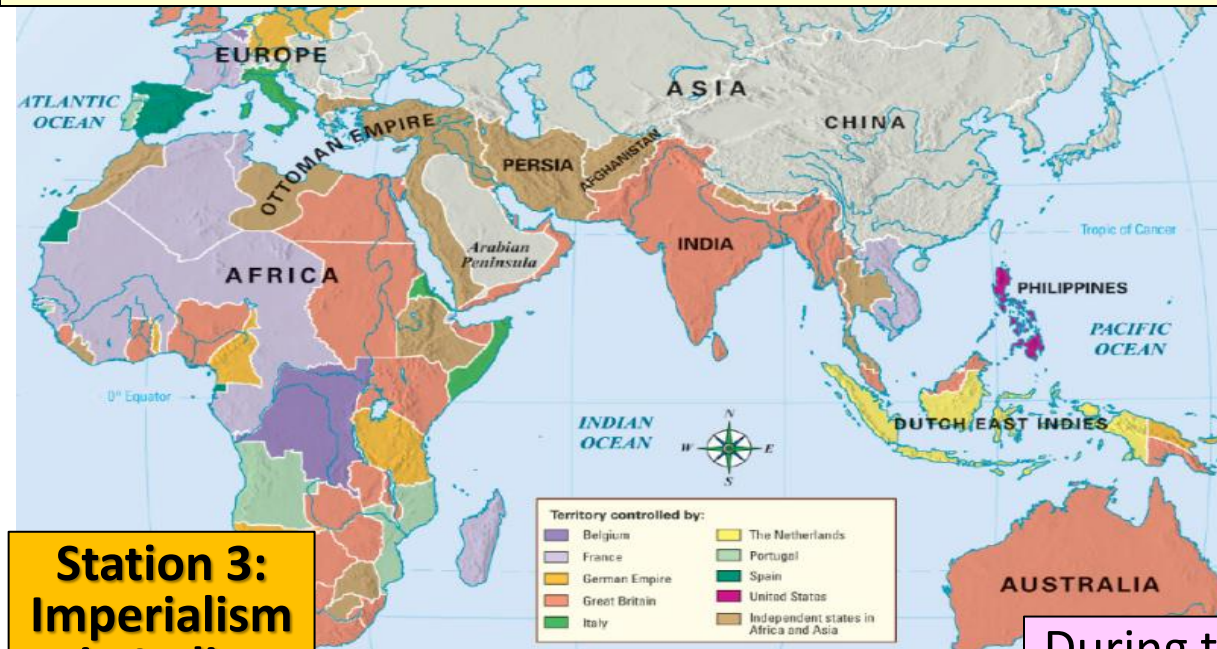 EUROPE
ATLANTIC
OCEAN
ASIA
CHINA
OTTOMAN EMPIRE
PERSIA
AFGHANISTAN
Arabian
Peninsula
INDIA
Tropic of Cancer
AFRICA
PHILIPPINES
PACIFIC
OCEAN
0° Equator
INDIAN
OCEAN
N
W
E
S
DUTCH EAST INDIES
Territory controlled by:
Belgium
France
German Empire
Great Britain
Italy
The Netherlands
Portugal
Spain
United States
Independent states in
Africa and Asia
AUSTRALIA
Station 3:
Imperialism
During t